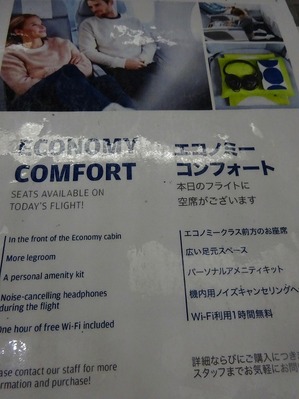 ECONOMY
COMFORT
SEATS AVAILABLE ON
TODAY'S FLIGHT!
In the front of the Economy cabin
More legroom
A personal amenity kit
Noise-cancelling headphones
during the flight
One hour of free Wi-Fi included
contact our staff for more
and purchase!
エコノミー
コンフォート
本日のフライトに
空席がございます
エコノミークラス前方のお座席
広い足元スペース
パーソナルアメニティキット
機内用ノイズキャンセリングヘ
Wi-Fi利用1時間無料
詳細ならびにご購入につき
スタッフまでお気軽にお問